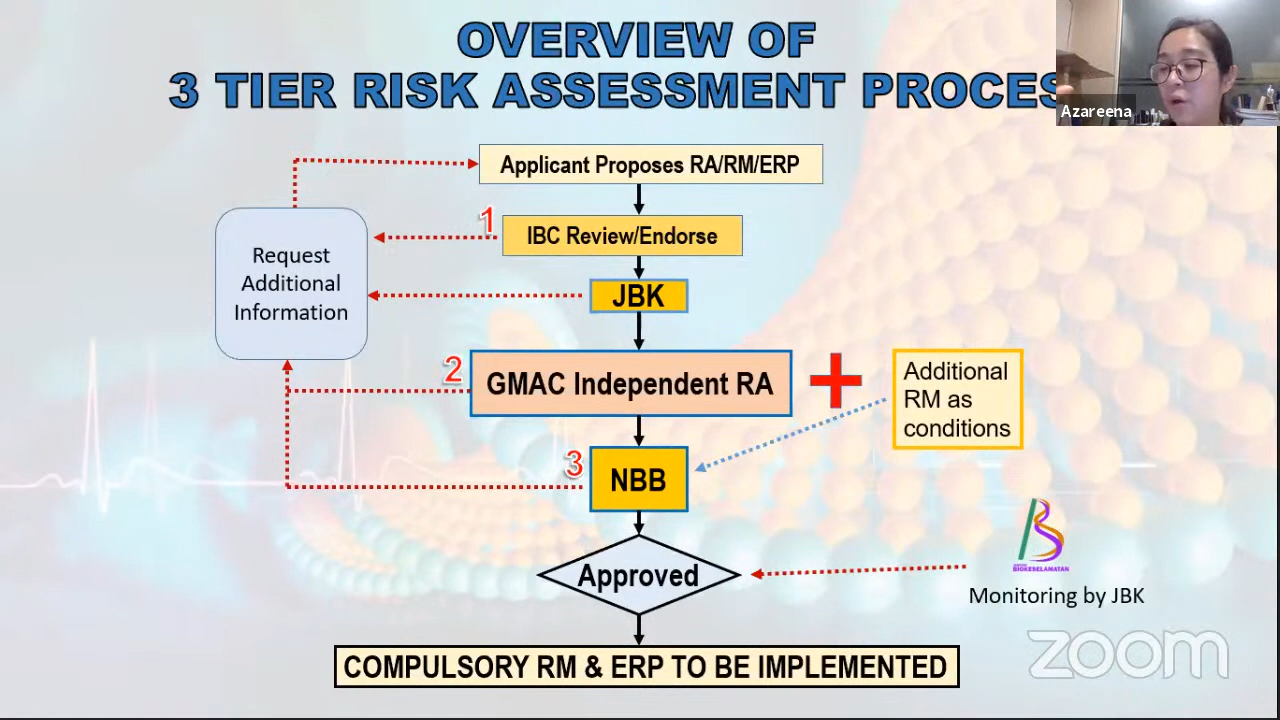 OVERVIEW OF
3 TIER RISK ASSESSMENT PROCES
Azareena
Applicant Proposes RA/RM/ERP
1
IBC Review/Endorse
Request
Additional
Information
JBK
2
GMAC Independent RA
Additional
RM as
conditions
3
NBB
Approved
BIOKESELAMATAN
Monitoring by JBK
COMPULSORY RM & ERP TO BE IMPLEMENTED
zoom